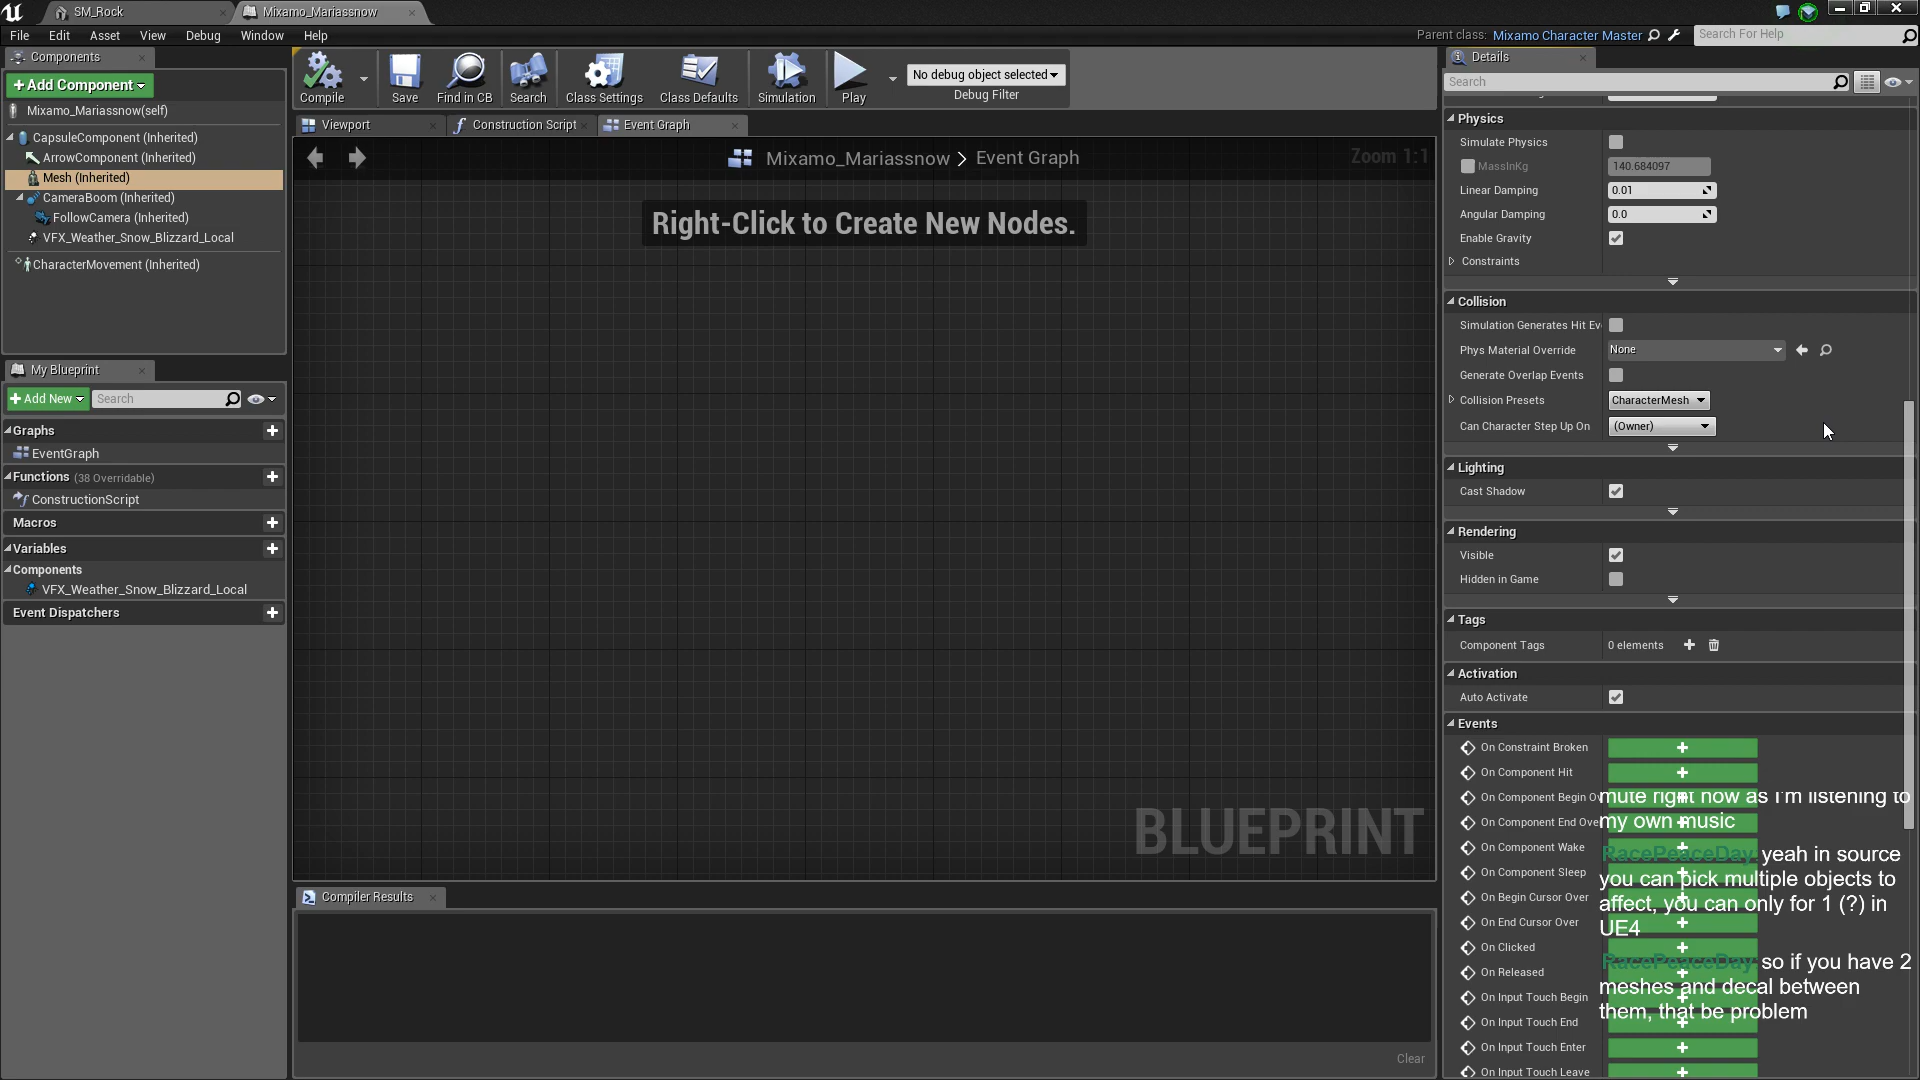 SM_Rock
Mixamo_Mariassnow
File Edit Asset View Debug Window Help
Parent class: Mixamo Character Master
Search For Help
Components
+Add Component
Mixamo_Mariassnow(self)
CapsuleComponent (Inherited)
ArrowComponent (Inherited)
Mesh (Inherited)
CameraBoom (Inherited)
FollowCamera (Inherited)
VFX_Weather_Snow_Blizzard_Local
CharacterMovement (Inherited)
My Blueprint
+Add New
Search
Graphs
EventGraph
Functions (38 Overridable)
ConstructionScript
Macros
Variables
Components
VFX_Weather_Snow_Blizzard_Local
Event Dispatchers
Compile Save Find in CB Search Class Settings Class Defaults Simulation Play
No debug object selected
Debug Filter
Viewport
Construction Script
Event Graph
Mixamo_Mariassnow > Event Graph
Zoom 1:1
Right-Click to Create New Nodes.
BLUEPRINT
Compiler Results
Clear
Details
Search
Physics
Simulate Physics
MassInKg 140.684097
Linear Damping 0.01
Angular Damping 0.0
Enable Gravity
Constraints
Collision
Simulation Generates Hit Ev
Phys Material Override None
Generate Overlap Events
Collision Presets CharacterMesh
Can Character Step Up On (Owner)
Lighting
Cast Shadow
Rendering
Visible
Hidden in Game
Tags
Component Tags 0 elements
Activation
Auto Activate
Events
On Constraint Broken
On Component Hit
On Component Begin Ov
On Component End Over
On Component Wake
On Component Sleep
On Begin Cursor Over
On End Cursor Over
On Clicked
On Released
On Input Touch Begin
On Input Touch End
On Input Touch Enter
On Input Touch Leave
mute right now as I'm listening to
my own music
RacePeaceDay yeah in source
you can pick multiple objects to
affect, you can only for 1 (?) in
UE4
RacePeaceDay so if you have 2
meshes and decal between
them, that be problem